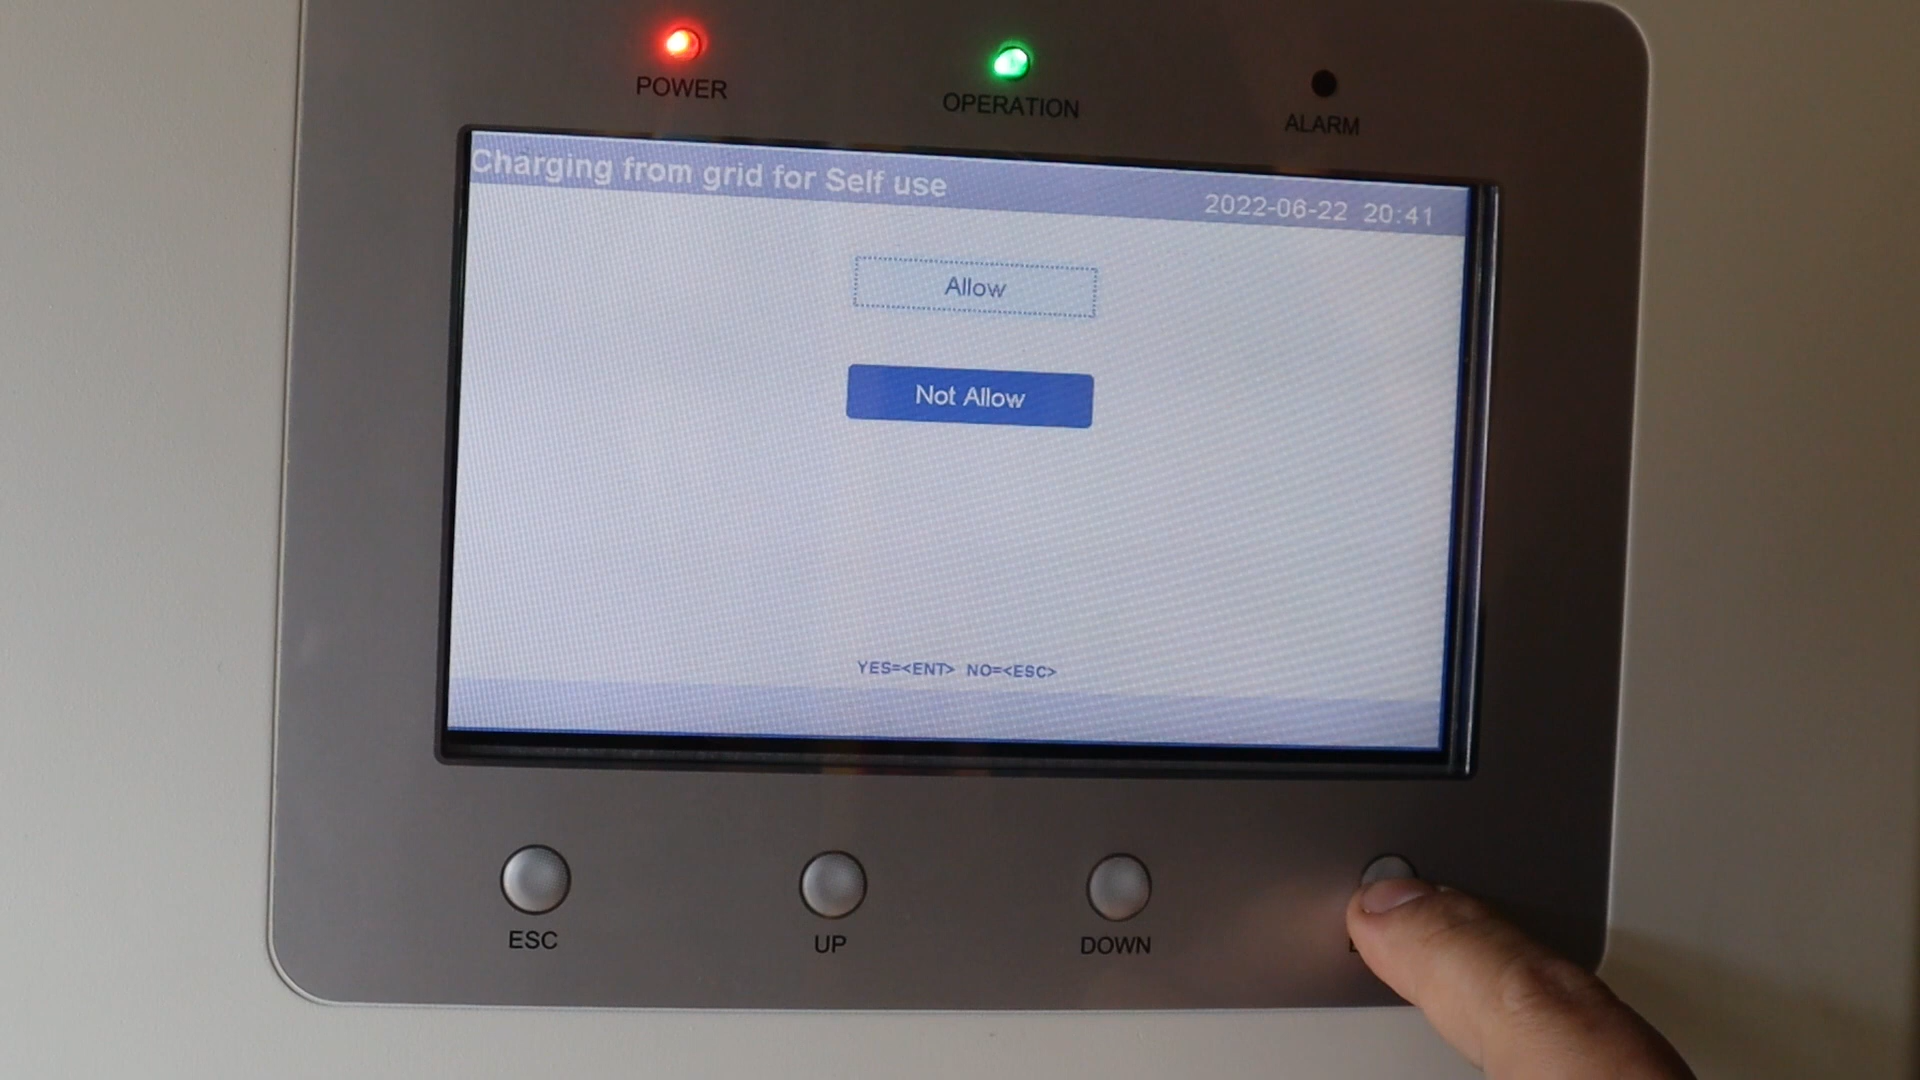 POWER
OPERATION
ALARM
Charging from grid for Self use
2022-06-22 20:41
Allow
Not Allow
YES=<ENT> NO=<ESC>
ESC
UP
DOWN